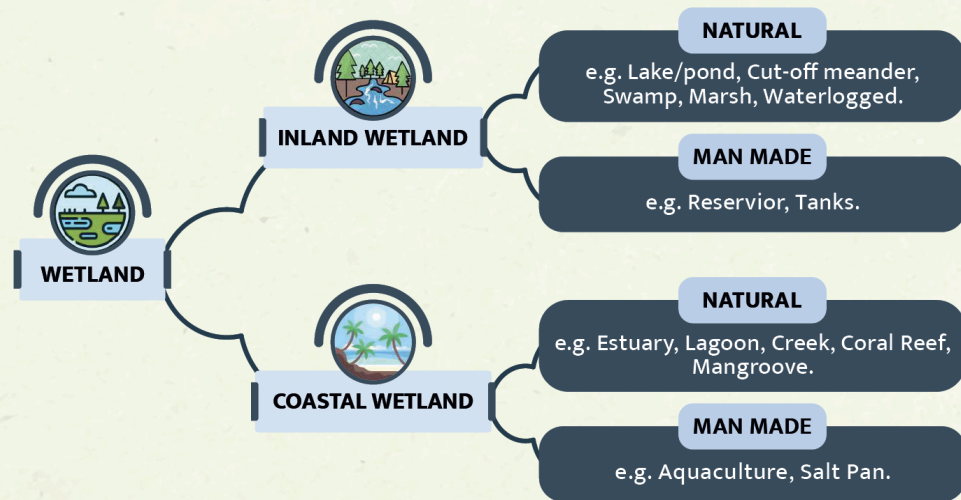 WETLAND
INLAND WETLAND
NATURAL
e.g. Lake/pond, Cut-off meander,
Swamp, Marsh, Waterlogged.
MAN MADE
e.g. Reservior, Tanks.
COASTAL WETLAND
NATURAL
e.g. Estuary, Lagoon, Creek, Coral Reef,
Mangroove.
MAN MADE
e.g. Aquaculture, Salt Pan.